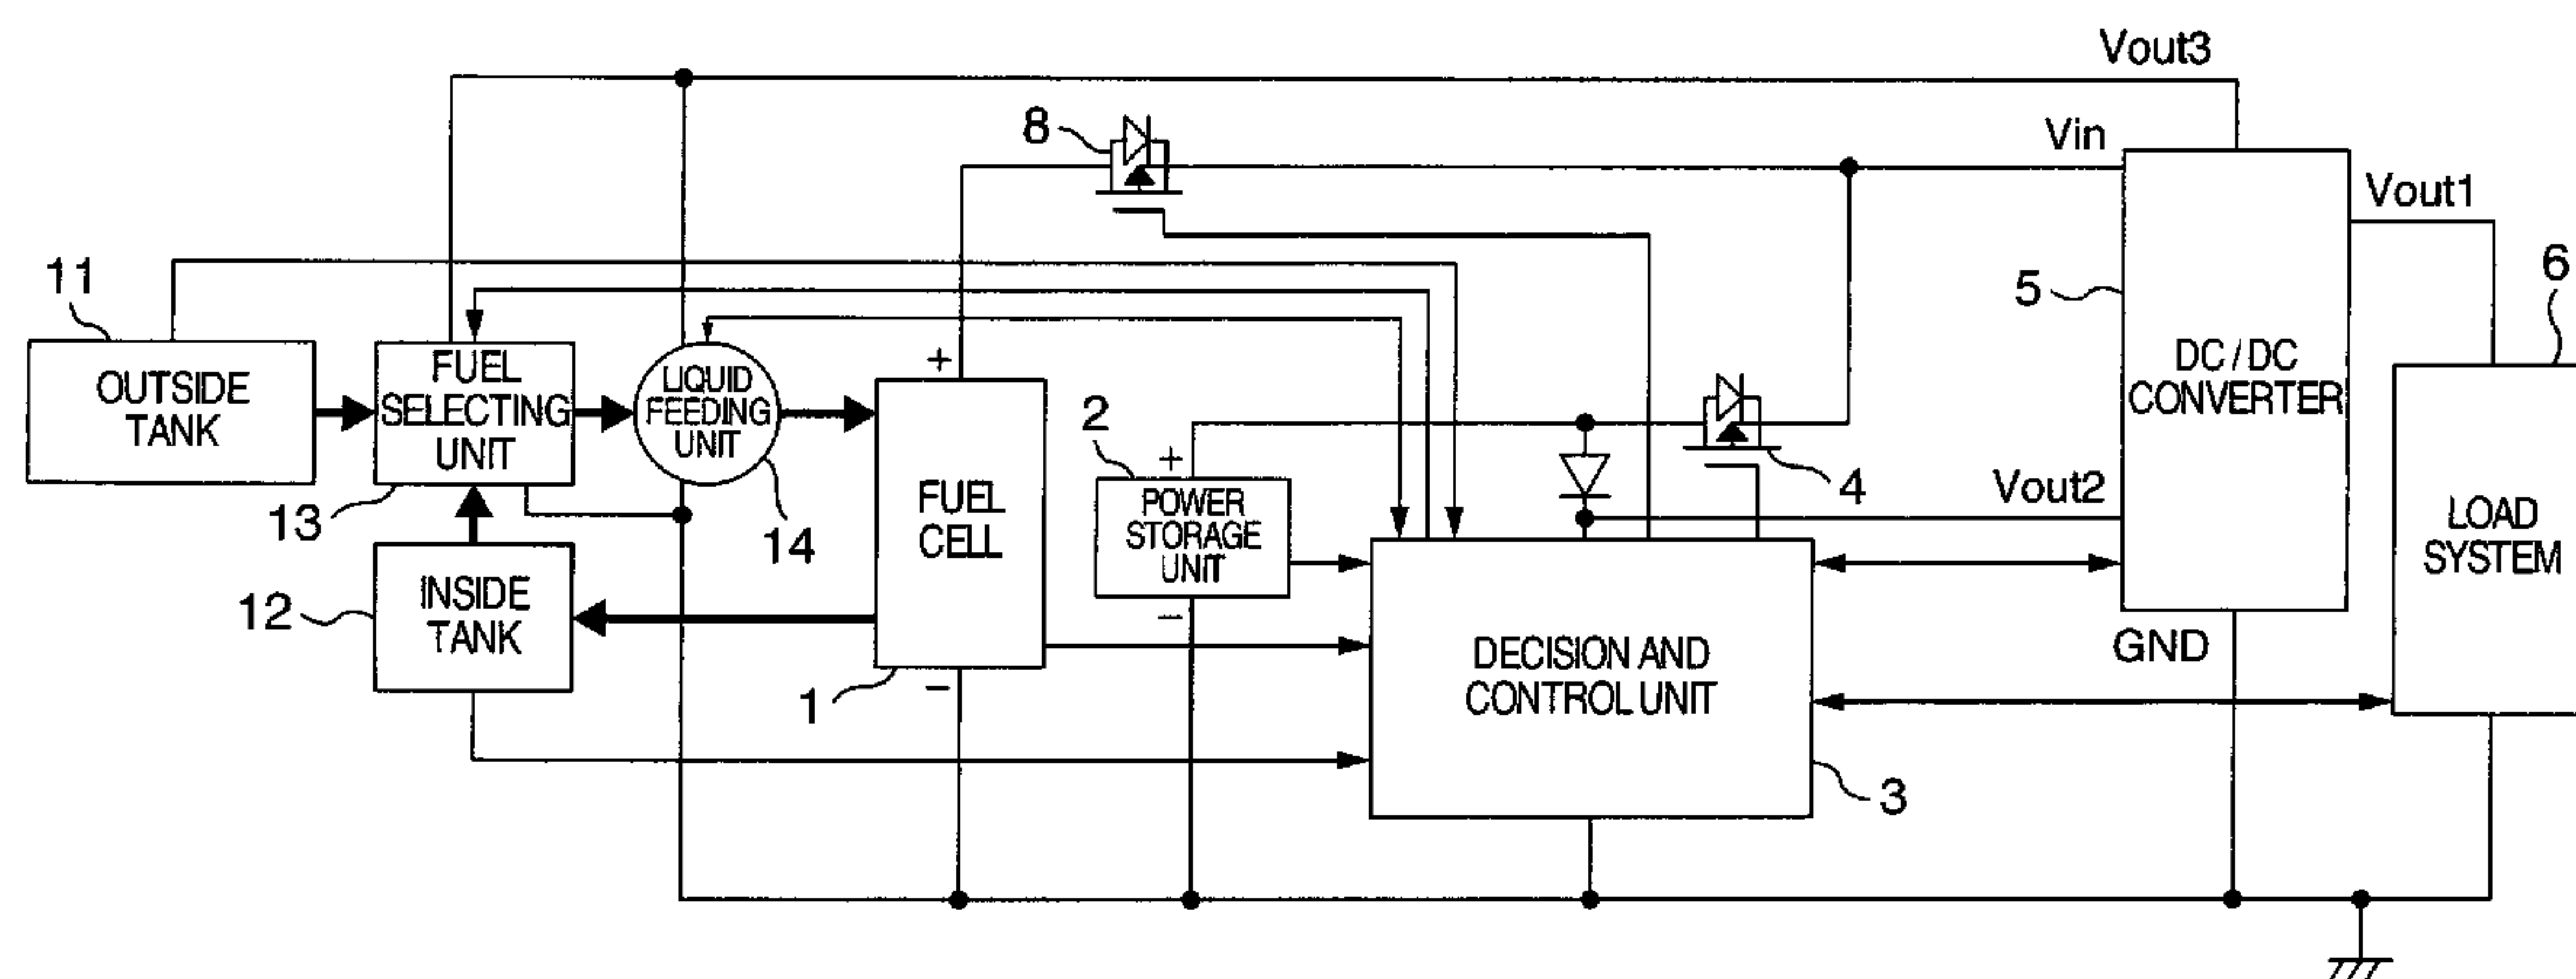 Vout3
8
Vin
Vout1
11
5
6
OUTSIDE
TANK
FUEL
SELECTING
UNIT
LIQUID
FEEDING
UNIT
+
2
+
DC / DC
CONVERTER
4
Vout2
13
14
FUEL
CELL
POWER
STORAGE
UNIT
LOAD
SYSTEM
12
INSIDE
TANK
−
GND
1
−
DECISION AND
CONTROL UNIT
3